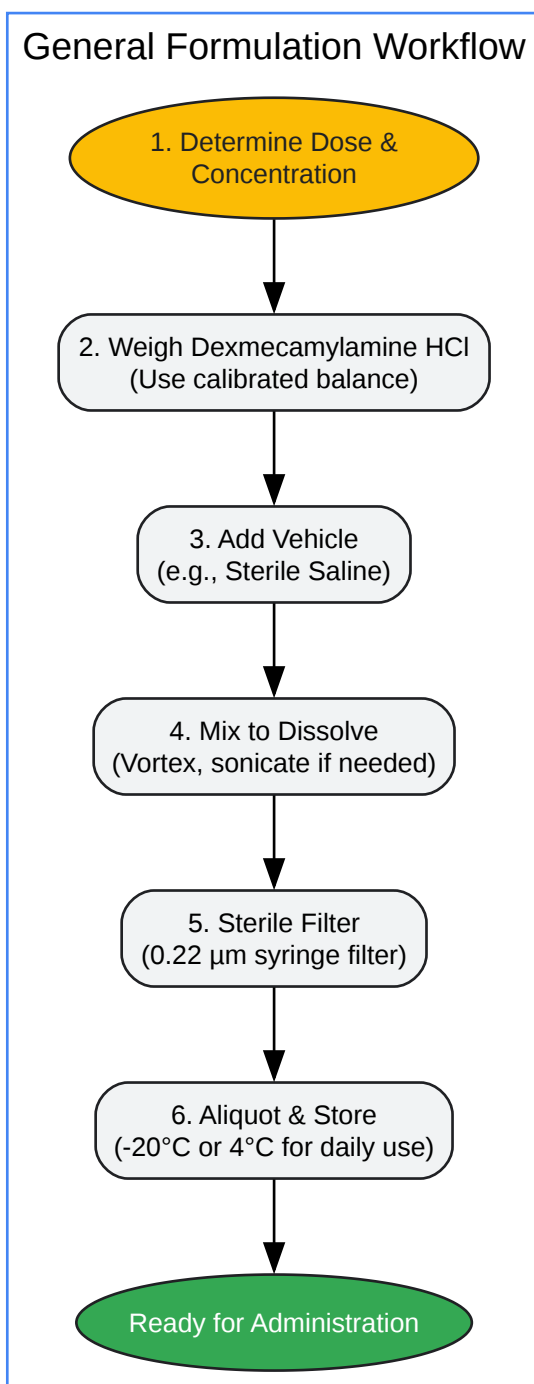 General Formulation Workflow
1. Determine Dose &
Concentration
2. Weigh Dexmecamylamine HCl
(Use calibrated balance)
3. Add Vehicle
(e.g., Sterile Saline)
4. Mix to Dissolve
(Vortex, sonicate if needed)
5. Sterile Filter
(0.22 µm syringe filter)
6. Aliquot & Store
(-20°C or 4°C for daily use)
Ready for Administration